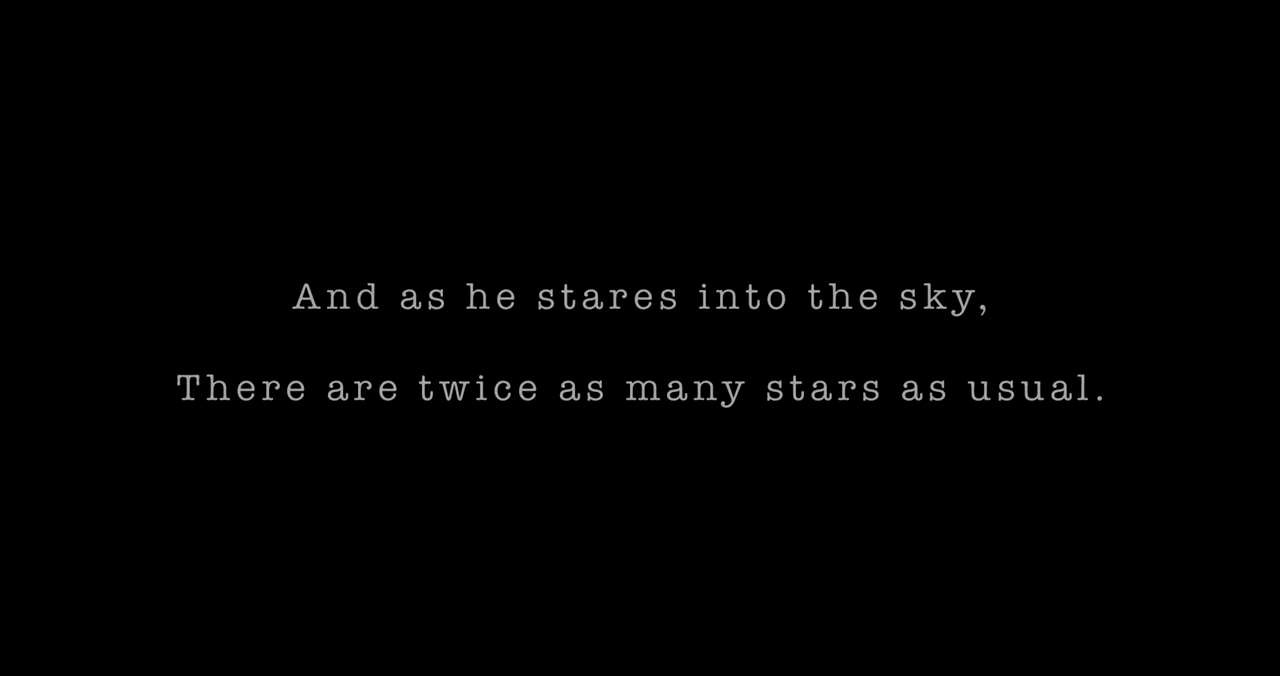 And as he stares into the sky,
There are twice as many stars as usual.